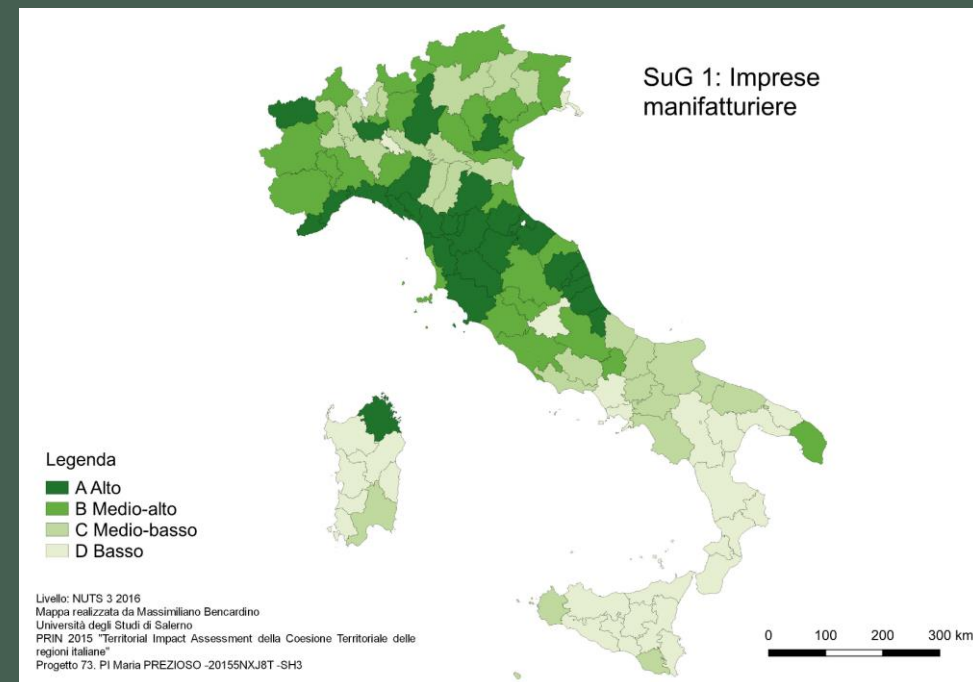 SuG 1: Imprese
manifatturiere
Legenda
A Alto
B Medio-alto
C Medio-basso
D Basso
Livello: NUTS 3 2016
Mappa realizzata da Massimiliano Bencardino
Università degli Studi di Salerno
PRIN 2015 "Territorial Impact Assessment della Coesione Territoriale delle
regioni italiane"
Progetto 73. PI Maria PREZIOSO -20155NXJ8T -SH3
0 100 200 300 km